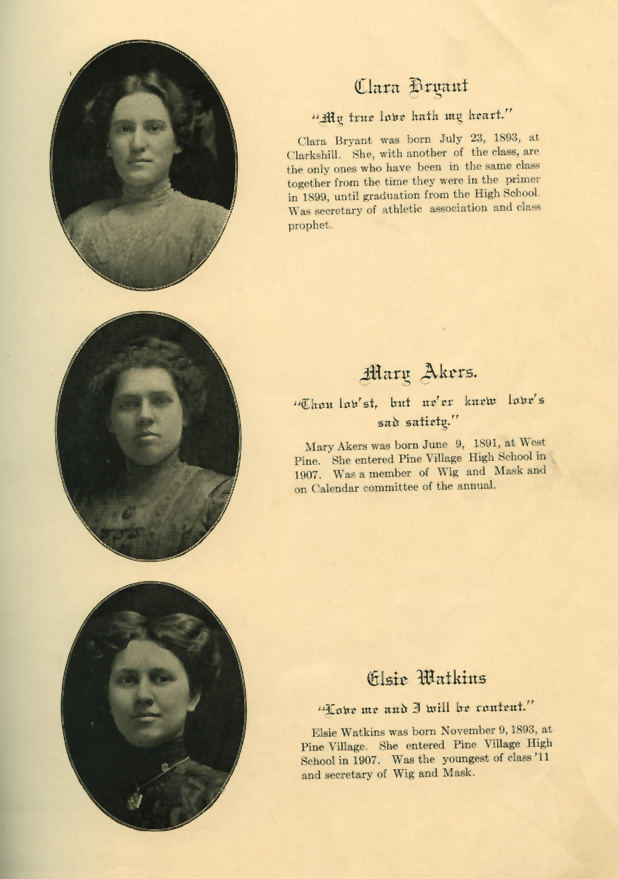 Clara Bryant
"My true love hath my heart."
Clara Bryant was born July 23, 1893, at
Clarkshill. She, with another of the class, are
the only ones who have been in the same class
together from the time they were in the primer
in 1899, until graduation from the High School.
Was secretary of athletic association and class
prophet.
Mary Akers.
"Thou lov'st, but ne'er knew love's
sad satiety."
Mary Akers was born June 9, 1891, at West
Pine. She entered Pine Village High School in
1907. Was a member of Wig and Mask and
on Calendar committee of the annual.
Elsie Watkins
"Love me and I will be content."
Elsie Watkins was born November 9, 1893, at
Pine Village. She entered Pine Village High
School in 1907. Was the youngest of class '11
and secretary of Wig and Mask.